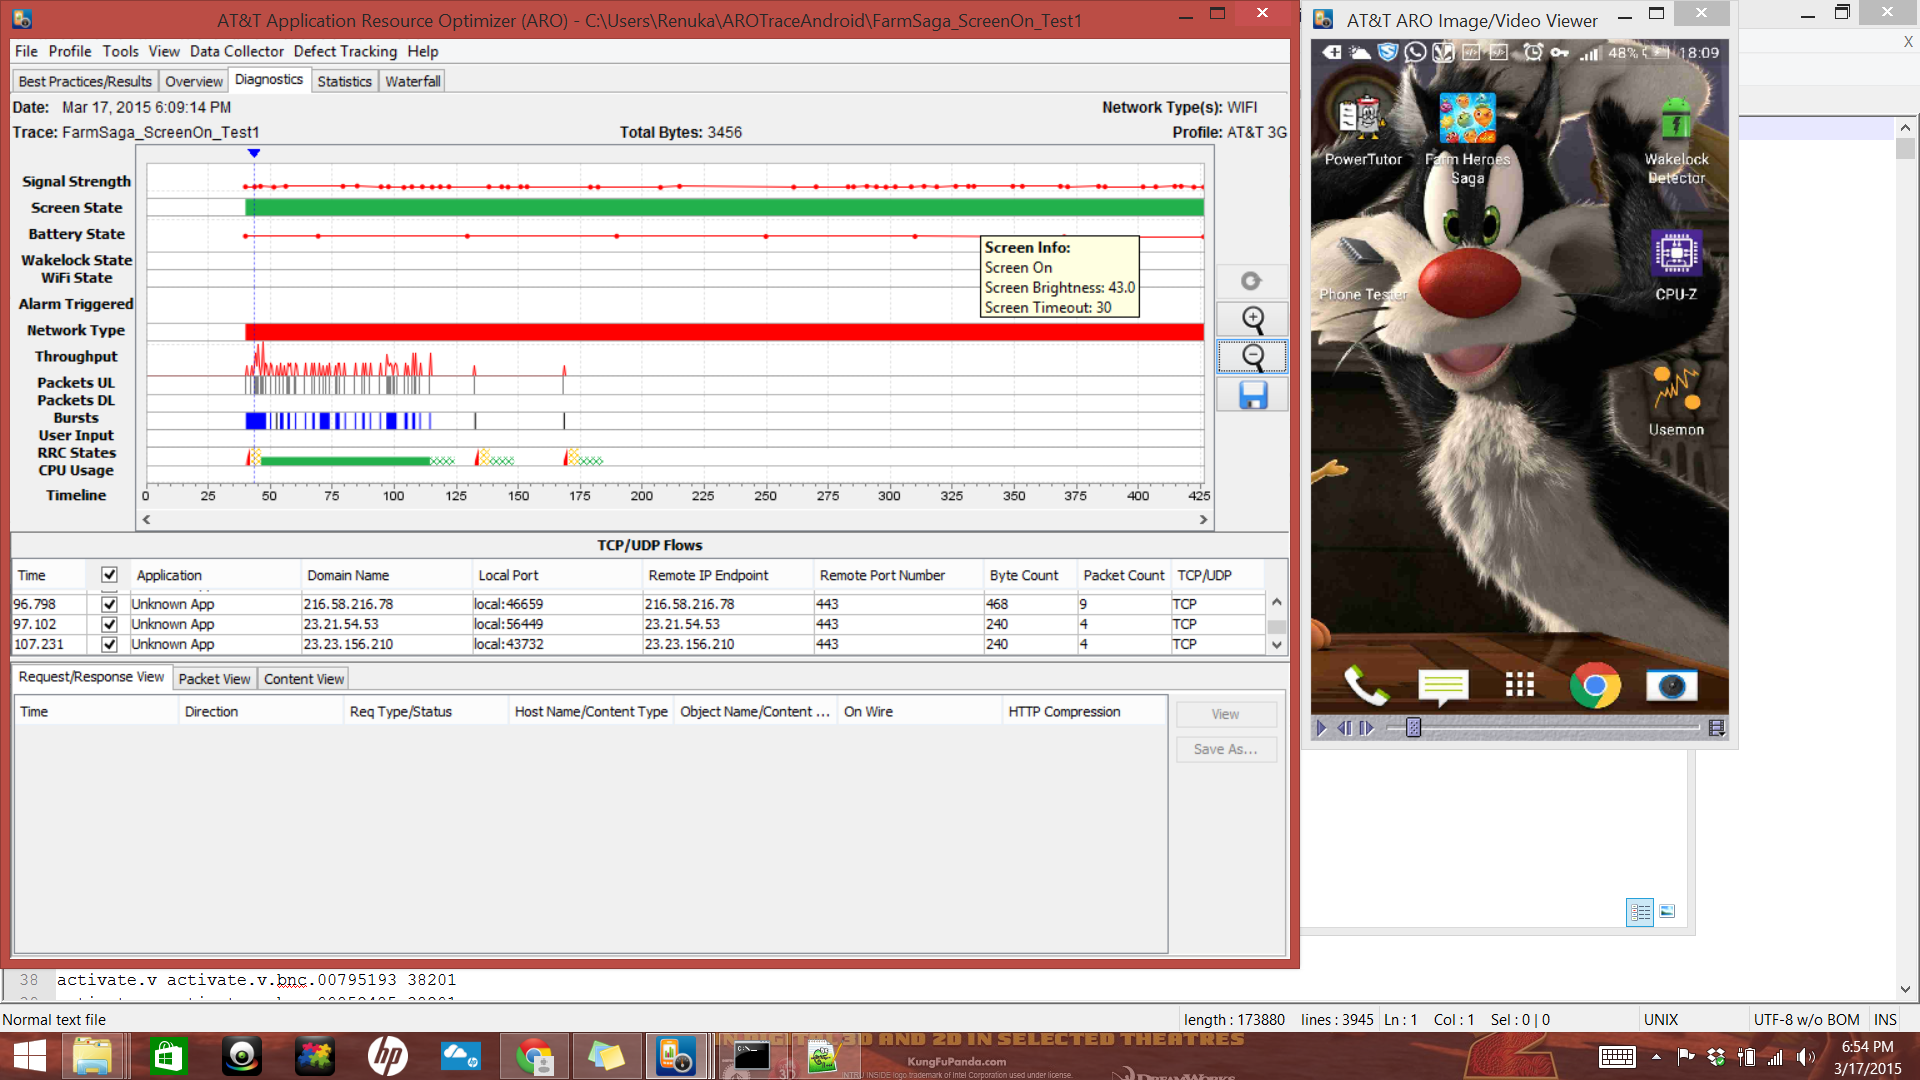 AT&T Application Resource Optimizer (ARO) - C:\Users\Renuka\AROTraceAndroid\FarmSaga_ScreenOn_Test1
File Profile Tools View Data Collector Defect Tracking Help
Best Practices/Results Overview Diagnostics Statistics Waterfall
Date: Mar 17, 2015 6:09:14 PM Network Type(s): WIFI
Trace: FarmSaga_ScreenOn_Test1 Total Bytes: 3456 Profile: AT&T 3G
Signal Strength
Screen State
Battery State
Wakelock State
WiFi State
Alarm Triggered
Network Type
Throughput
Packets UL
Packets DL
Bursts
User Input
RRC States
CPU Usage
Timeline
0 25 50 75 100 125 150 175 200 225 250 275 300 325 350 375 400 425
Screen Info:
Screen On
Screen Brightness: 43.0
Screen Timeout: 30
TCP/UDP Flows
Time Application Domain Name Local Port Remote IP Endpoint Remote Port Number Byte Count Packet Count TCP/UDP
96.798 Unknown App 216.58.216.78 local:46659 216.58.216.78 443 468 9 TCP
97.102 Unknown App 23.21.54.53 local:56449 23.21.54.53 443 240 4 TCP
107.231 Unknown App 23.23.156.210 local:43732 23.23.156.210 443 240 4 TCP
Request/Response View Packet View Content View
Time Direction Req Type/Status Host Name/Content Type Object Name/Content ... On Wire HTTP Compression
View
Save As...
AT&T ARO Image/Video Viewer
48% 18:09
PowerTutor
Farm Heroes
Saga
Wakelock
Detector
Phone Tester
CPU-Z
Usemon
X
38 activate.v activate.v.bnc.00795193 38201
Normal text file length : 173880 lines : 3945 Ln : 1 Col : 1 Sel : 0 | 0 UNIX UTF-8 w/o BOM INS
hp
3D AND 2D IN SELECTED THEATRES
KungFuPanda.com
6:54 PM
3/17/2015